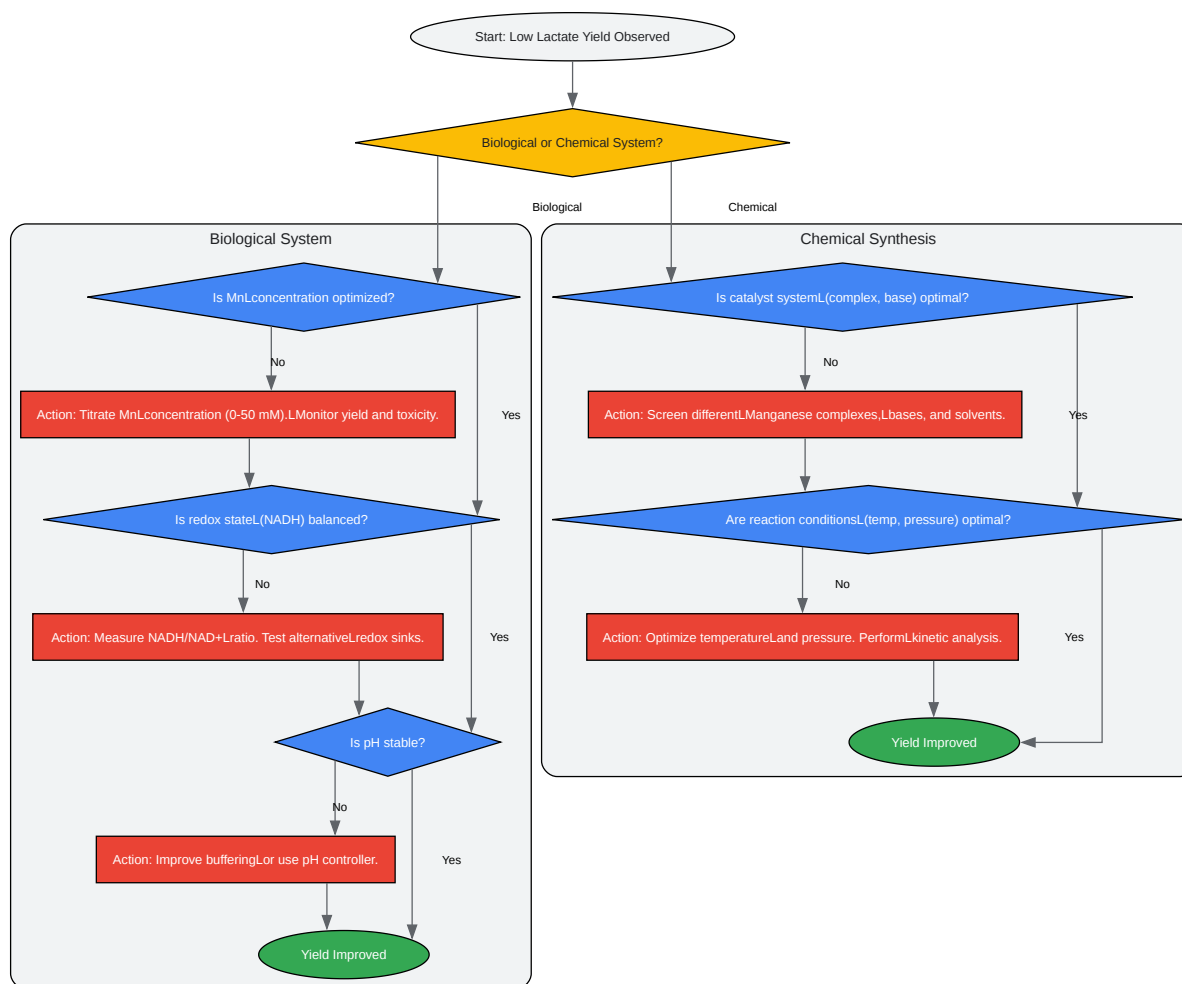 Start: Low Lactate Yield Observed
Biological or Chemical System?
Biological
Chemical
Biological System
Is MnLconcentration optimized?
No
Action: Titrate MnLconcentration (0-50 mM).LMonitor yield and toxicity.
Yes
Is redox stateL(NADH) balanced?
No
Action: Measure NADH/NAD+Lratio. Test alternativeLredox sinks.
Yes
Is pH stable?
No
Action: Improve bufferingLor use pH controller.
Yes
Yield Improved
Chemical Synthesis
Is catalyst systemL(complex, base) optimal?
No
Action: Screen differentLManganese complexes,Lbases, and solvents.
Yes
Are reaction conditionsL(temp, pressure) optimal?
No
Action: Optimize temperatureLand pressure. PerformLkinetic analysis.
Yes
Yield Improved